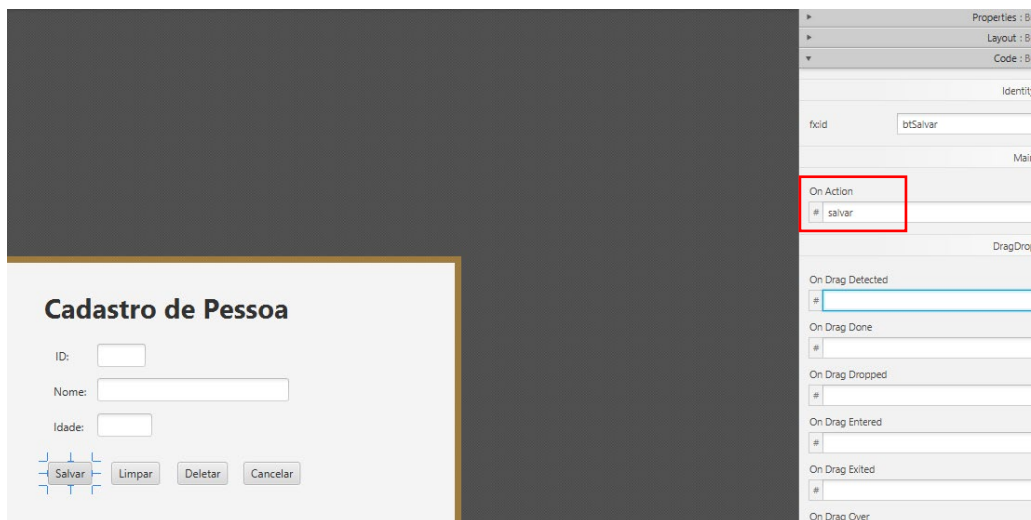 Properties : B
Layout : B
Code : B
Identity
fx:id btSalvar
Main
On Action
# salvar
DragDrop
On Drag Detected
#
On Drag Done
#
On Drag Dropped
#
On Drag Entered
#
On Drag Exited
#
On Drag Over
Cadastro de Pessoa
ID:
Nome:
Idade:
Salvar Limpar Deletar Cancelar